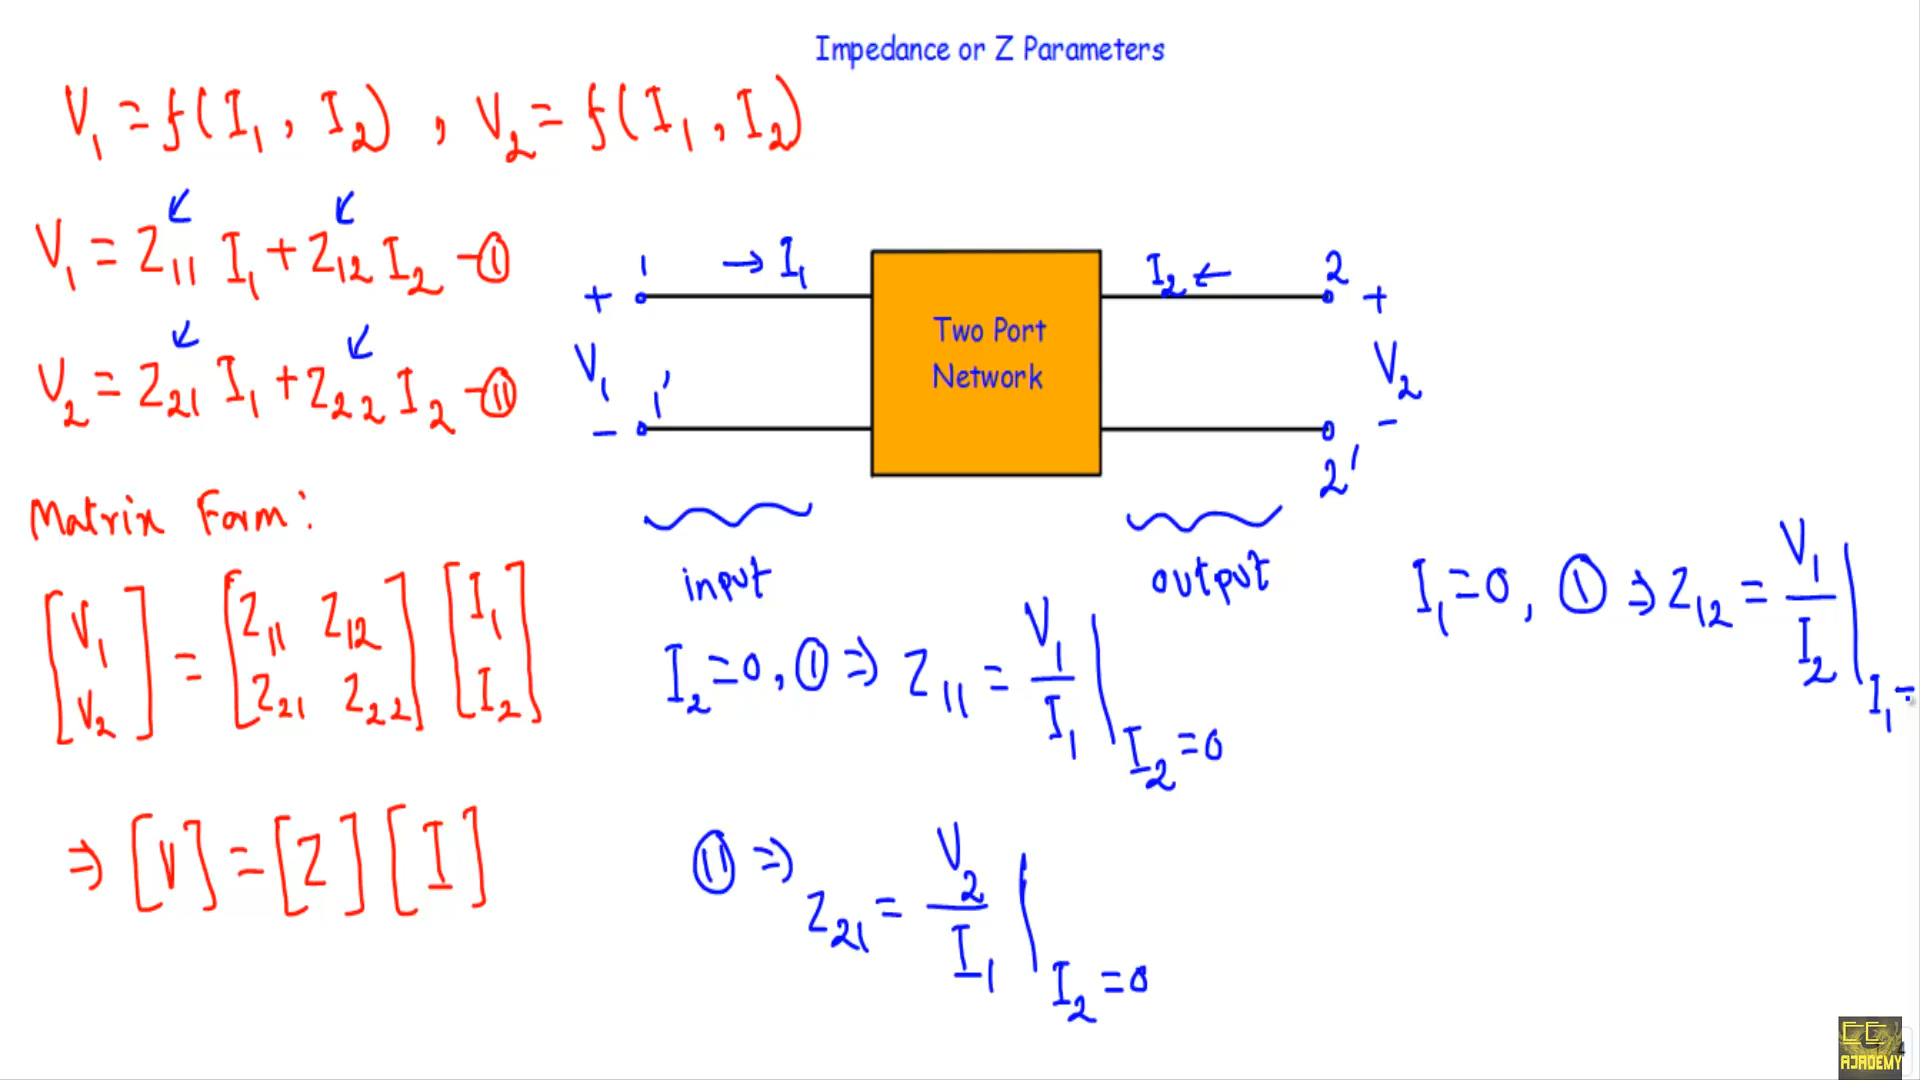 Impedance or Z Parameters
V₁ = f(I₁, I₂), V₂ = f(I₁, I₂)
V₁ = Z₁₁ I₁ + Z₁₂ I₂ - ①
V₂ = Z₂₁ I₁ + Z₂₂ I₂ - ⑪
1 → I₁ I₂ ← 2
+ +
Two Port
Network
V₁ V₂
1′
- -
2′
input output
Matrix Form:
[V₁ V₂] = [Z₁₁ Z₁₂ Z₂₁ Z₂₂] [I₁ I₂]
⇒ [V] = [Z] [I]
I₂ = 0, ① ⇒ Z₁₁ = V₁/I₁ | I₂ = 0
⑪ ⇒ Z₂₁ = V₂/I₁ | I₂ = 0
I₁ = 0, ① ⇒ Z₁₂ = V₁/I₂ | I₁ =
EE
ACADEMY